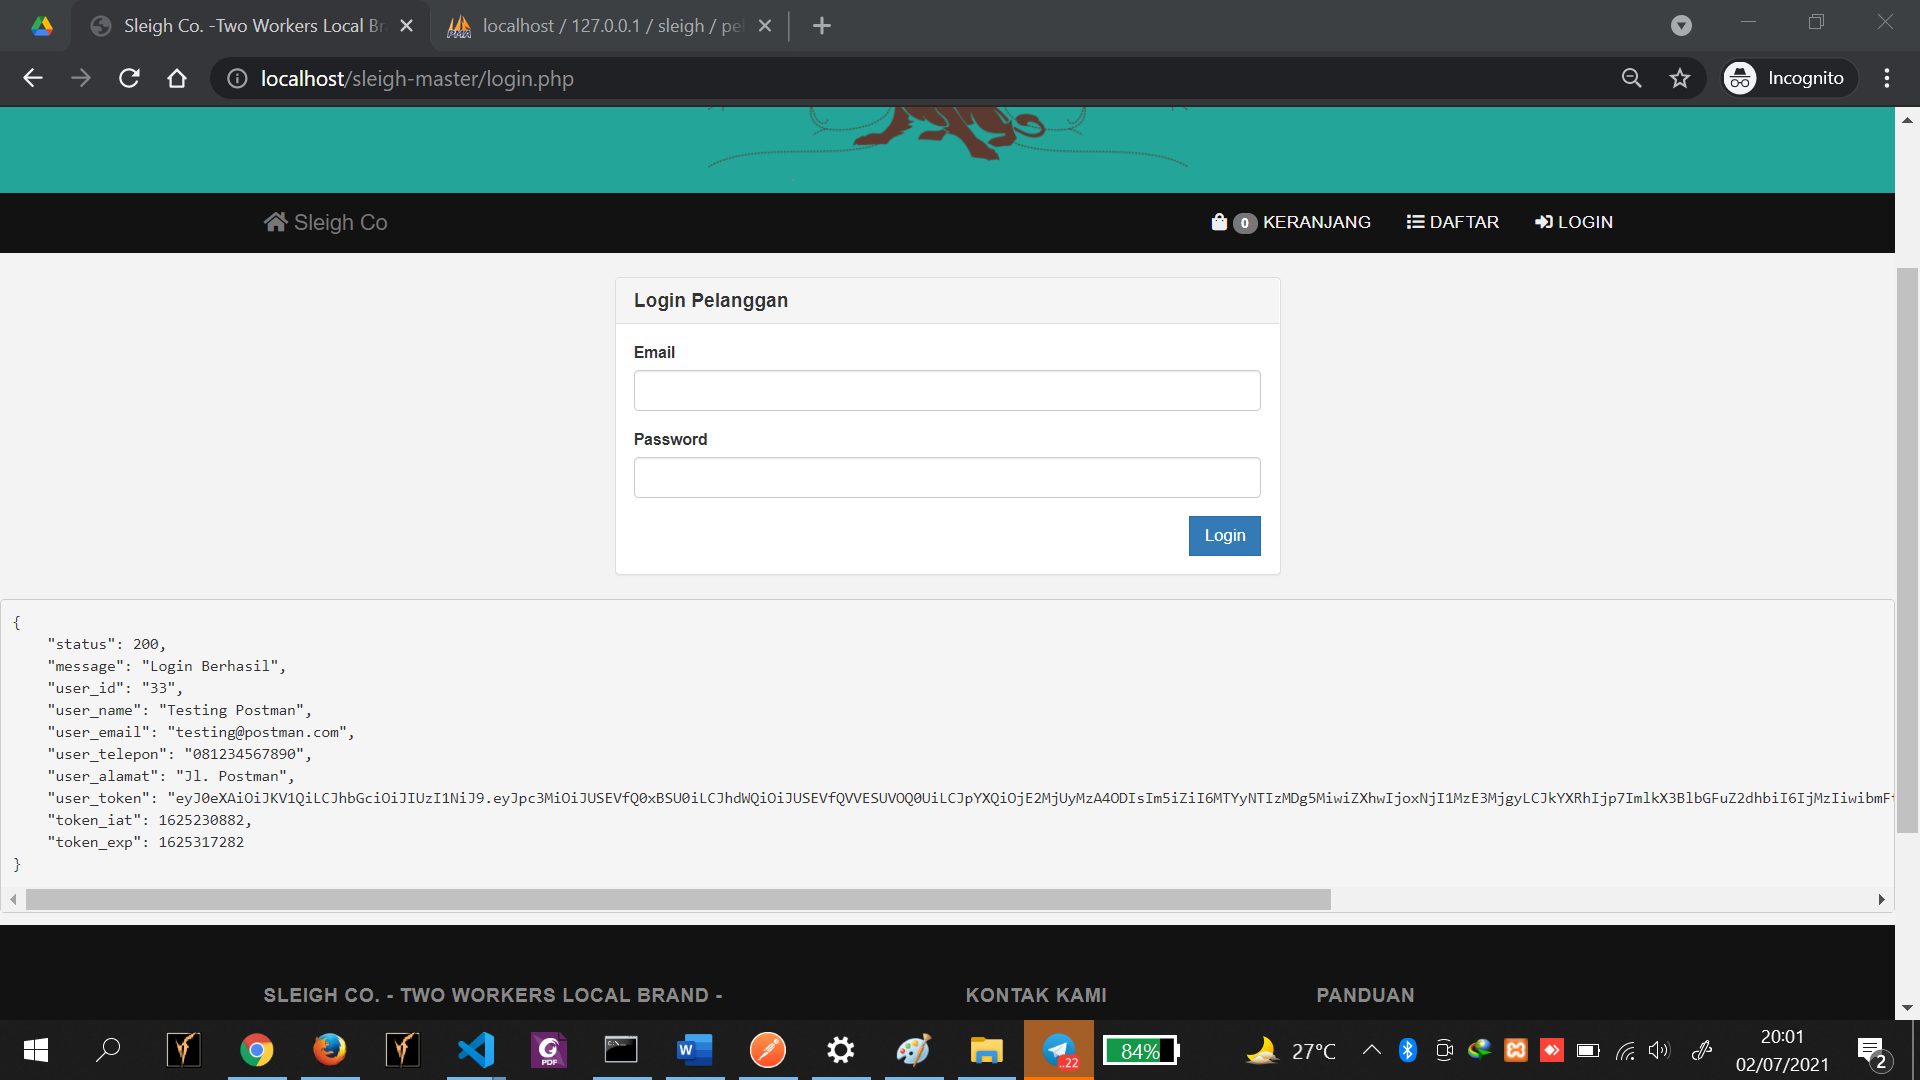 Sleigh Co. -Two Workers Local Br
localhost / 127.0.0.1 / sleigh / pel
localhost/sleigh-master/login.php
Incognito
Sleigh Co
0 KERANJANG
DAFTAR
LOGIN
Login Pelanggan
Email
Password
Login
{
"status": 200,
"message": "Login Berhasil",
"user_id": "33",
"user_name": "Testing Postman",
"user_email": "testing@postman.com",
"user_telepon": "081234567890",
"user_alamat": "Jl. Postman",
"user_token": "eyJ0eXAiOiJKV1QiLCJhbGciOiJIUzI1NiJ9.eyJpc3MiOiJUSEVfQ0xBSU0iLCJhdWQiOiJUSEVfQVVESUVOQ0UiLCJpYXQiOjE2MjUyMzA4ODIsIm5iZiI6MTYyNTIzMDg5MiwiZXhwIjoxNjI1MzE3MjgyLCJkYXRhIjp7ImlkX3BlbGFuZ2dhbiI6IjMzIiwibmFt
"token_iat": 1625230882,
"token_exp": 1625317282
}
SLEIGH CO. - TWO WORKERS LOCAL BRAND -
KONTAK KAMI
PANDUAN
..22
84%
27°C
20:01
02/07/2021
2